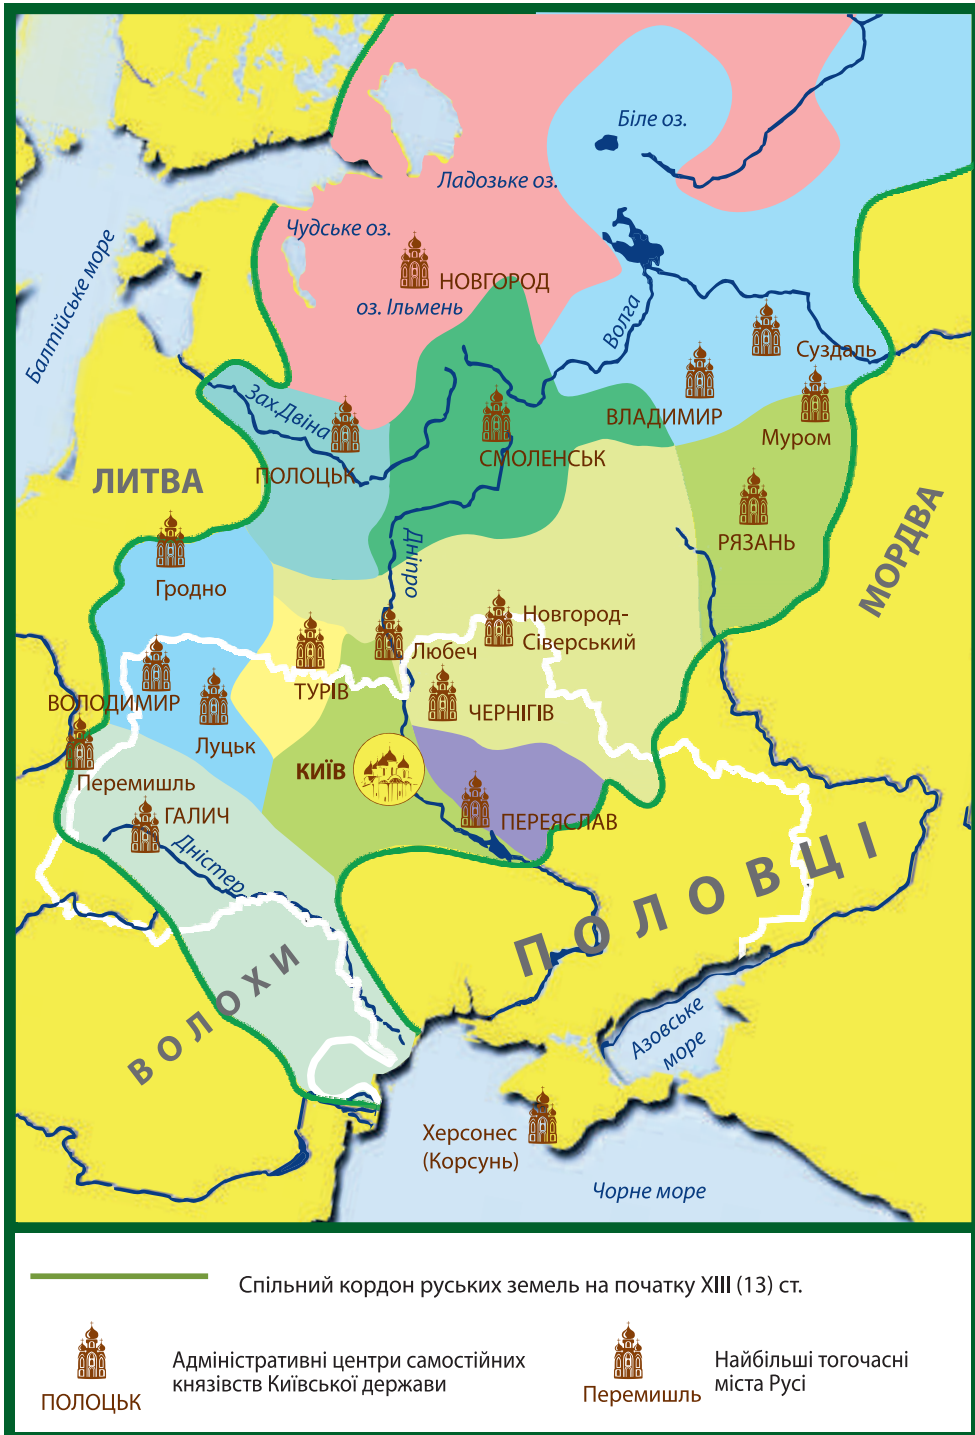 Біле оз.
Ладозьке оз.
Чудське оз.
НОВГОРОД
оз. Ільмень
Балтійське море
Волга
Суздаль
ВЛАДИМИР
Муром
Зах.Двіна
ПОЛОЦЬК
СМОЛЕНСЬК
ЛИТВА
РЯЗАНЬ
МОРДВА
Гродно
Дніпро
Новгород-
Сіверський
Любеч
ТУРІВ
ВОЛОДИМИР
ЧЕРНІГІВ
Луцьк
КИЇВ
Перемишль
ГАЛИЧ
ПЕРЕЯСЛАВ
Дністер
ПОЛОВЦІ
ВОЛОХИ
Азовське
море
Херсонес
(Корсунь)
Чорне море
Спільний кордон руських земель на початку XIII (13) ст.
Адміністративні центри самостійних
князівств Київської держави
ПОЛОЦЬК
Найбільші тогочасні
міста Русі
Перемишль